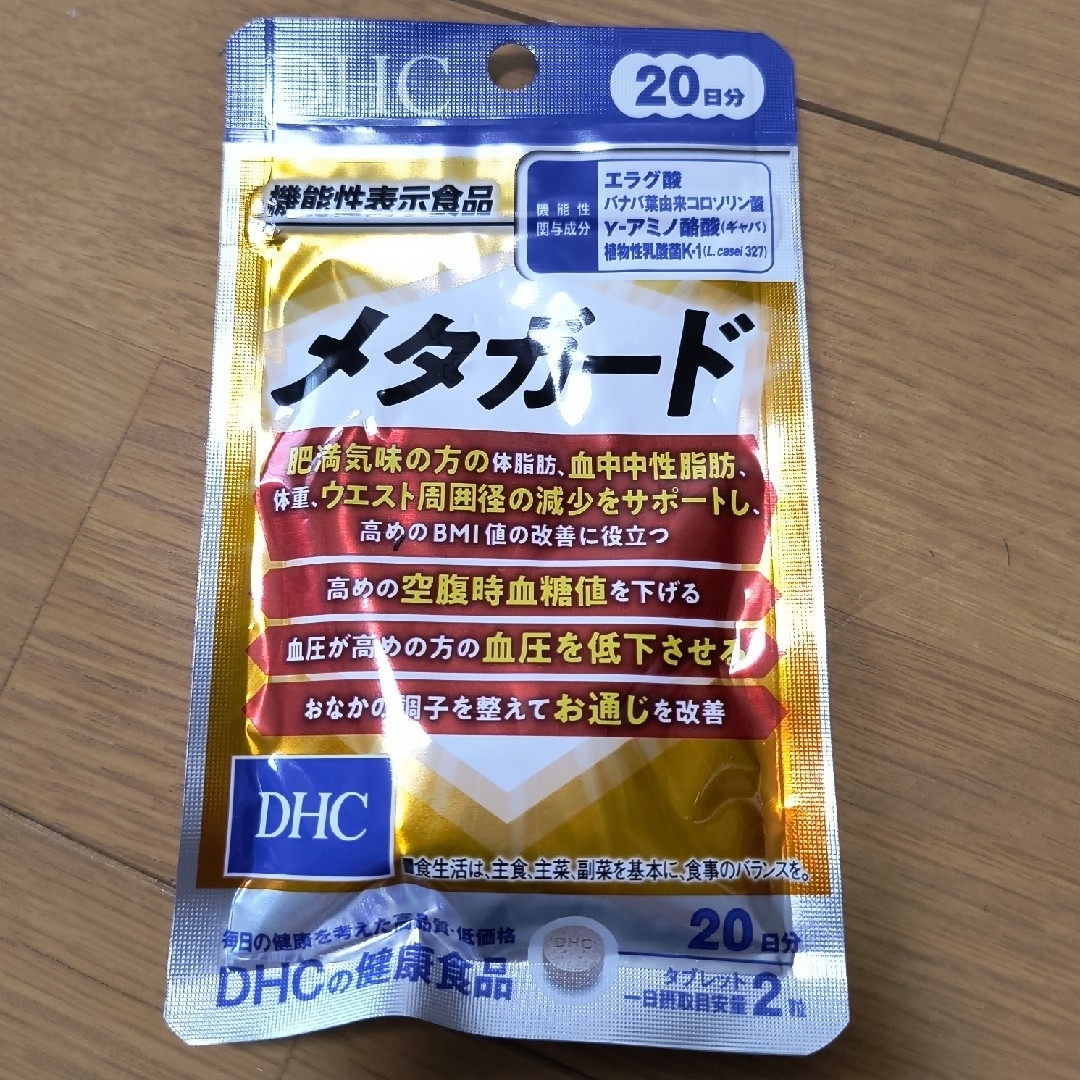 DHC
20日分
機能性表示食品
機能性
関与成分
エラグ酸
バナバ葉由来コロソリン酸
γ-アミノ酪酸(ギャバ)
植物性乳酸菌K-1(L. casei 327)
メタガード
肥満気味の方の体脂肪、血中中性脂肪、
体重、ウエスト周囲径の減少をサポートし、
高めのBMI値の改善に役立つ
高めの空腹時血糖値を下げる
血圧が高めの方の血圧を低下させる
おなかの調子を整えてお通じを改善
DHC
■食生活は、主食、主菜、副菜を基本に、食事のバランスを。
毎日の健康を考えた高品質・低価格
DHCの健康食品
DHC
20日分
タブレット
一日摂取目安量2粒